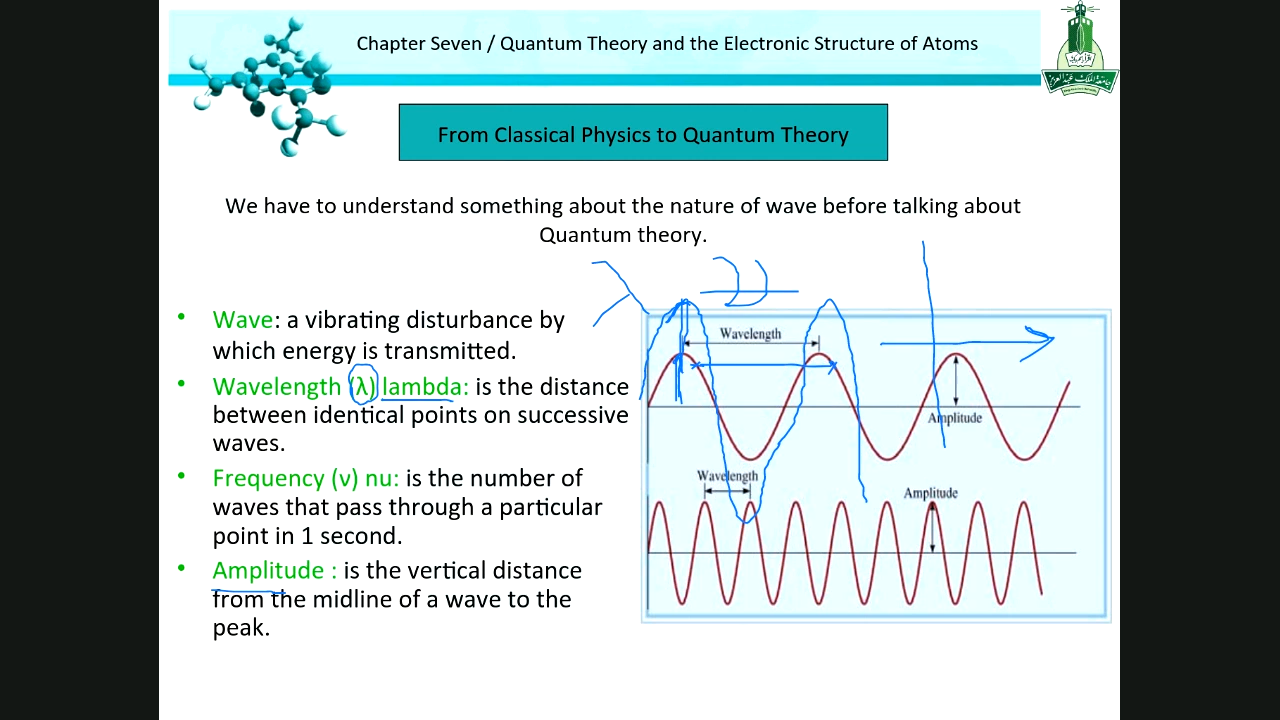 Chapter Seven / Quantum Theory and the Electronic Structure of Atoms
جامعة الملك عبدالعزيز
From Classical Physics to Quantum Theory
We have to understand something about the nature of wave before talking about
Quantum theory.
• Wave: a vibrating disturbance by
which energy is transmitted.
• Wavelength (λ) lambda: is the distance
between identical points on successive
waves.
• Frequency (ν) nu: is the number of
waves that pass through a particular
point in 1 second.
• Amplitude : is the vertical distance
from the midline of a wave to the
peak.
λ
Wavelength
Amplitude
Wavelength
Amplitude